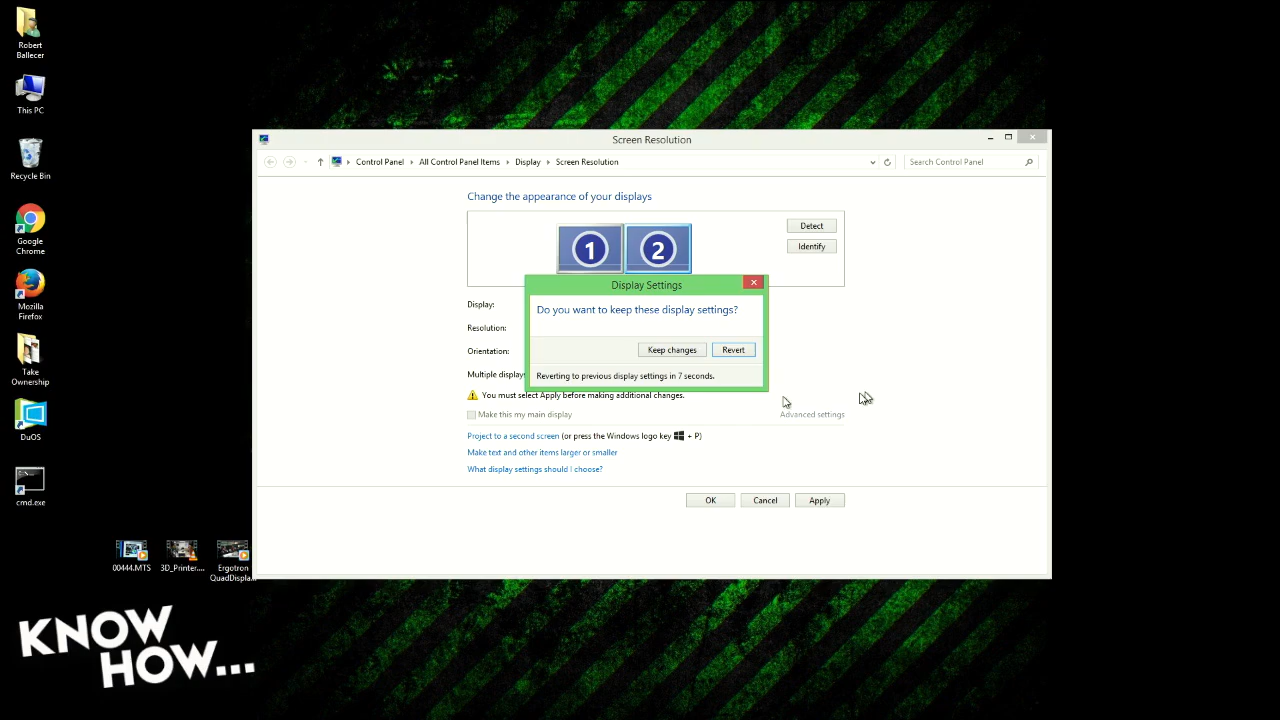 Robert
Ballecer
This PC
Recycle Bin
Google
Chrome
Mozilla
Firefox
Take
Ownership
DuOS
cmd.exe
00444.MTS
3D_Printer....
Ergotron
QuadDispla...
Screen Resolution
Control Panel
All Control Panel Items
Display
Screen Resolution
Search Control Panel
Change the appearance of your displays
1
2
Detect
Identify
Display:
Resolution:
Orientation:
Multiple displays
Display Settings
Do you want to keep these display settings?
Keep changes
Revert
Reverting to previous display settings in 7 seconds.
You must select Apply before making additional changes.
Make this my main display
Advanced settings
Project to a second screen (or press the Windows logo key + P)
Make text and other items larger or smaller
What display settings should I choose?
OK
Cancel
Apply
KNOW
HOW...